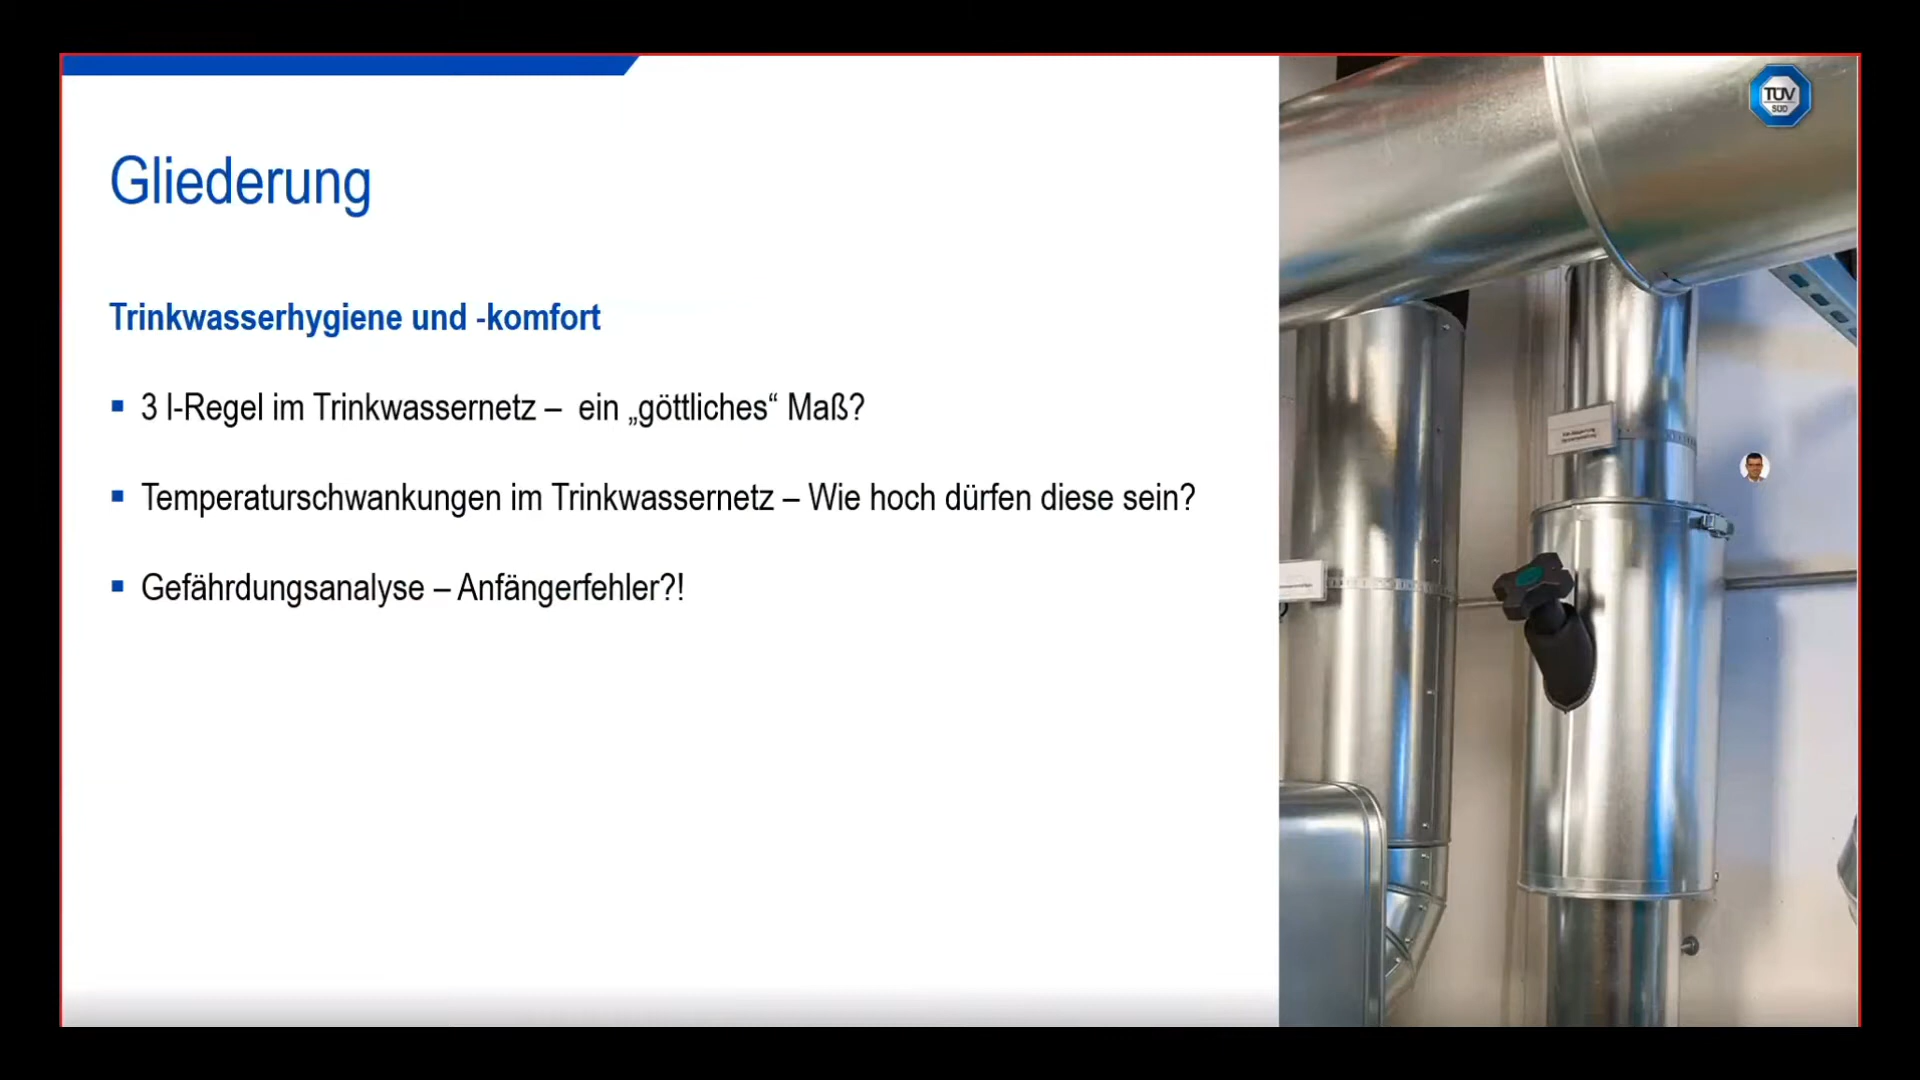 TÜV
SÜD
Gliederung
Trinkwasserhygiene und -komfort
▪ 3 l-Regel im Trinkwassernetz – ein „göttliches“ Maß?
▪ Temperaturschwankungen im Trinkwassernetz – Wie hoch dürfen diese sein?
▪ Gefährdungsanalyse – Anfängerfehler?!